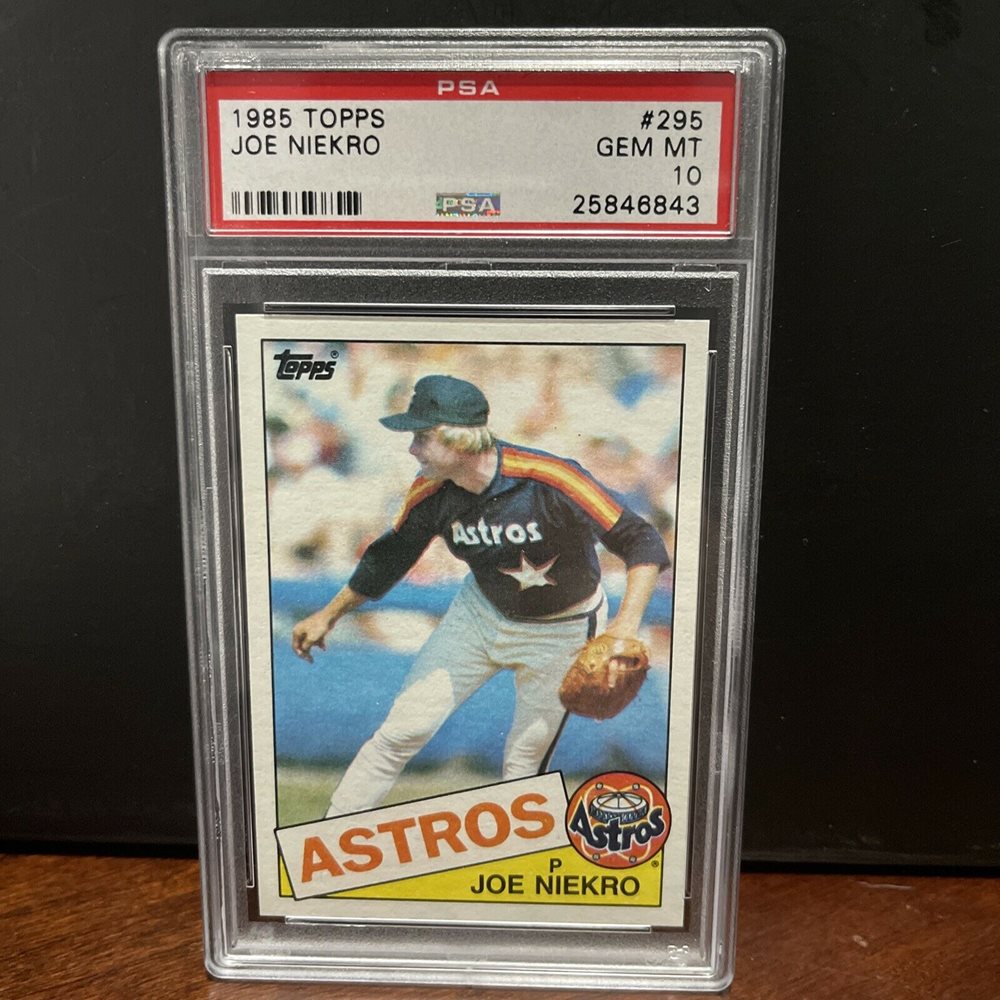 PSA
1985 TOPPS #295
JOE NIEKRO GEM MT
10
PSA 25846843
Topps®
Astros
ASTROS
Astros®
P
JOE NIEKRO